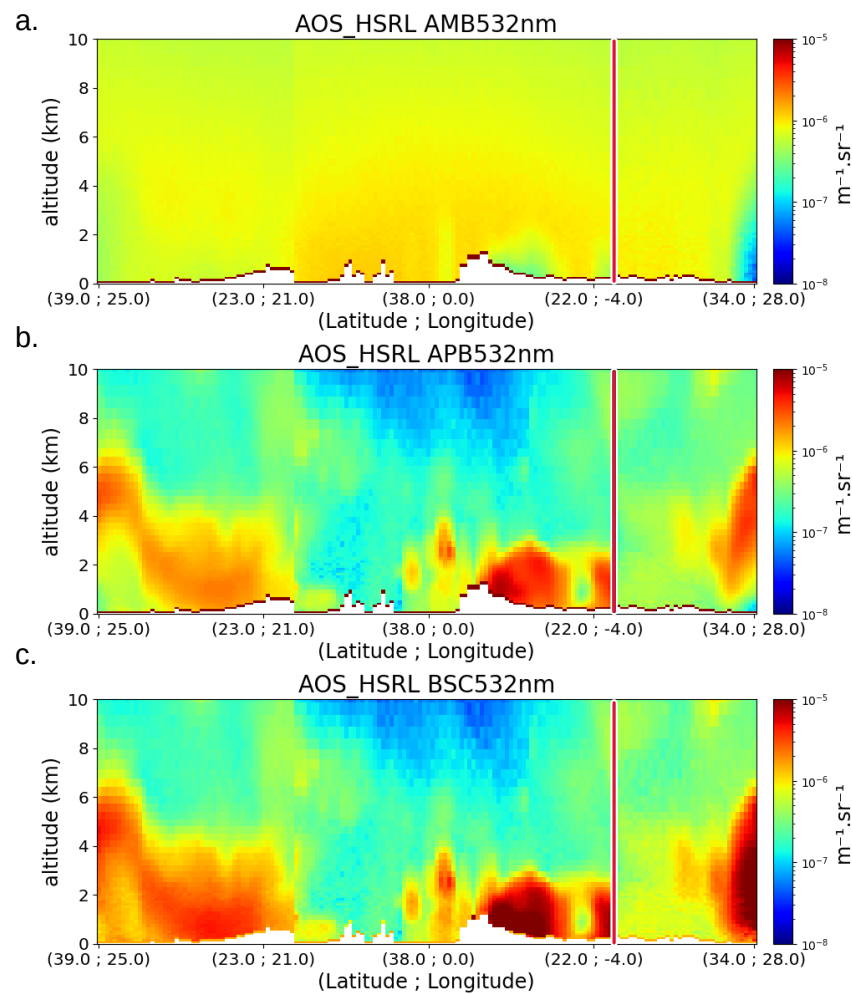 a.
AOS_HSRL AMB532nm
10
8
6
4
2
0
altitude (km)
(39.0 ; 25.0) (23.0 ; 21.0) (38.0 ; 0.0) (22.0 ; -4.0) (34.0 ; 28.0)
(Latitude ; Longitude)
10⁻⁵
10⁻⁶
10⁻⁷
10⁻⁸
m⁻¹.sr⁻¹
b.
AOS_HSRL APB532nm
10
8
6
4
2
0
altitude (km)
(39.0 ; 25.0) (23.0 ; 21.0) (38.0 ; 0.0) (22.0 ; -4.0) (34.0 ; 28.0)
(Latitude ; Longitude)
10⁻⁵
10⁻⁶
10⁻⁷
10⁻⁸
m⁻¹.sr⁻¹
c.
AOS_HSRL BSC532nm
10
8
6
4
2
0
altitude (km)
(39.0 ; 25.0) (23.0 ; 21.0) (38.0 ; 0.0) (22.0 ; -4.0) (34.0 ; 28.0)
(Latitude ; Longitude)
10⁻⁵
10⁻⁶
10⁻⁷
10⁻⁸
m⁻¹.sr⁻¹